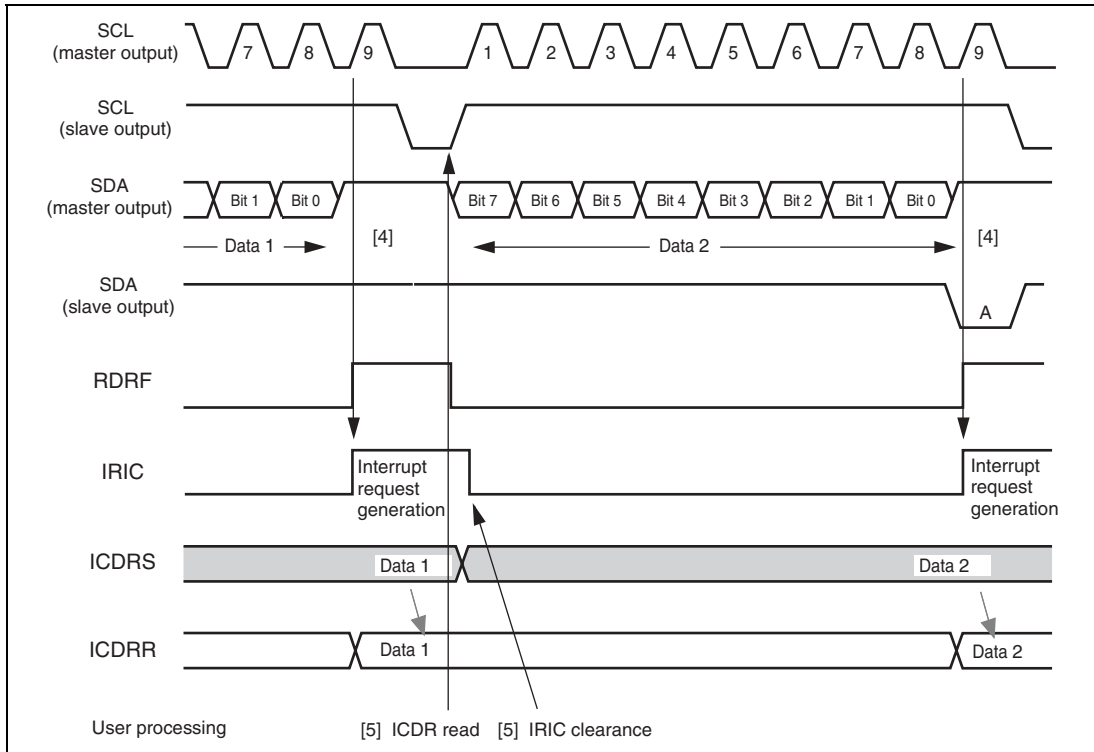 SCL
(master output)
7 8 9 1 2 3 4 5 6 7 8 9
SCL
(slave output)
SDA
(master output)
Bit 1 Bit 0 Bit 7 Bit 6 Bit 5 Bit 4 Bit 3 Bit 2 Bit 1 Bit 0
Data 1 [4] Data 2 [4]
SDA
(slave output)
A
RDRF
IRIC
Interrupt
request
generation
Interrupt
request
generation
ICDRS
Data 1 Data 2
ICDRR
Data 1 Data 2
User processing [5] ICDR read [5] IRIC clearance